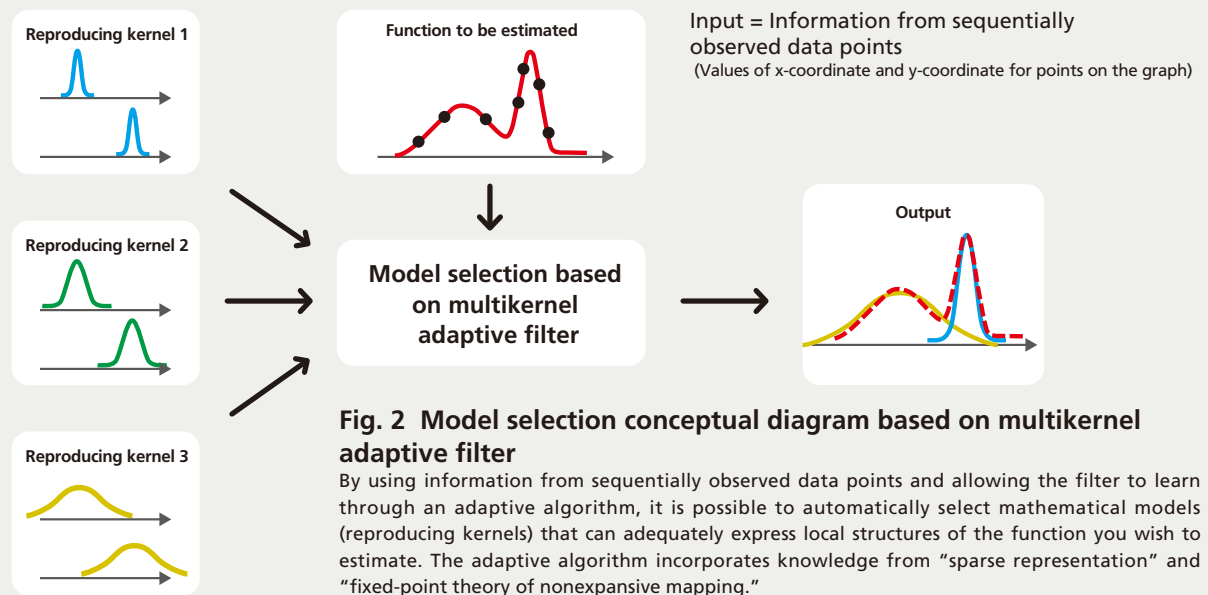 Reproducing kernel 1
Function to be estimated
Input = Information from sequentially
observed data points
(Values of x-coordinate and y-coordinate for points on the graph)
Reproducing kernel 2
Model selection based
on multikernel
adaptive filter
Output
Reproducing kernel 3
Fig. 2 Model selection conceptual diagram based on multikernel
adaptive filter
By using information from sequentially observed data points and allowing the filter to learn
through an adaptive algorithm, it is possible to automatically select mathematical models
(reproducing kernels) that can adequately express local structures of the function you wish to
estimate. The adaptive algorithm incorporates knowledge from “sparse representation” and
“fixed-point theory of nonexpansive mapping.”